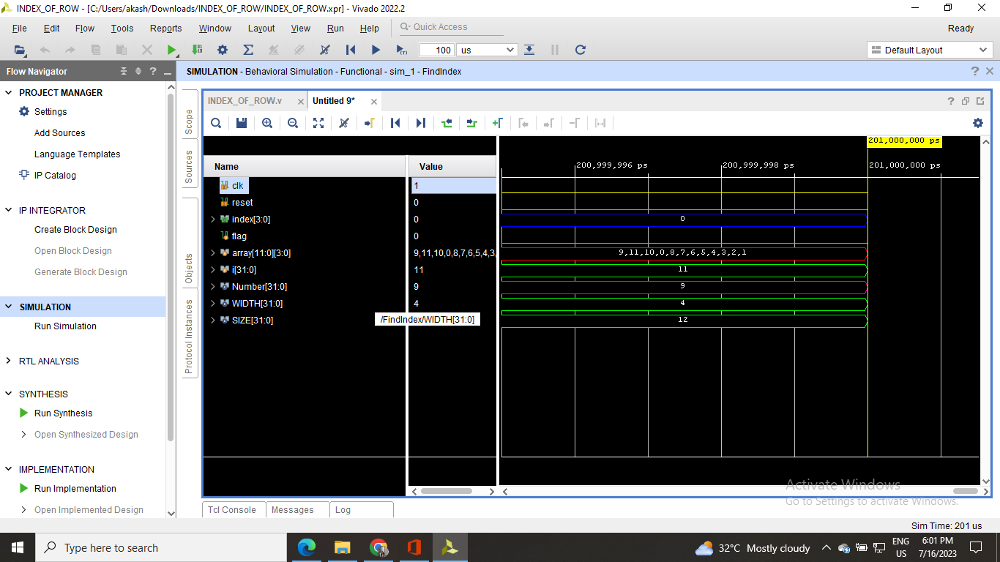 INDEX_OF_ROW - [C:/Users/akash/Downloads/INDEX_OF_ROW/INDEX_OF_ROW.xpr] - Vivado 2022.2
File Edit Flow Tools Reports Window Layout View Run Help Quick Access Ready
100 us Default Layout
Flow Navigator
SIMULATION - Behavioral Simulation - Functional - sim_1 - FindIndex
PROJECT MANAGER
Settings
Add Sources
Language Templates
IP Catalog
IP INTEGRATOR
Create Block Design
Open Block Design
Generate Block Design
SIMULATION
Run Simulation
RTL ANALYSIS
SYNTHESIS
Run Synthesis
Open Synthesized Design
IMPLEMENTATION
Run Implementation
Open Implemented Design
Scope
Sources
Objects
Protocol Instances
INDEX_OF_ROW.v Untitled 9*
201,000,000 ps
Name Value 200,999,996 ps 200,999,998 ps 201,000,000 ps
clk 1
reset 0
index[3:0] 0 0
flag 0
array[11:0][3:0] 9,11,10,0,8,7,6,5,4,3, 9,11,10,0,8,7,6,5,4,3,2,1
i[31:0] 11 11
Number[31:0] 9 9
WIDTH[31:0] 4 4
SIZE[31:0] 12
/FindIndex/WIDTH[31:0]
Activate Windows
Go to Settings to activate Windows.
Tcl Console Messages Log
Sim Time: 201 us
Type here to search
32°C Mostly cloudy
ENG
US
6:01 PM
7/16/2023